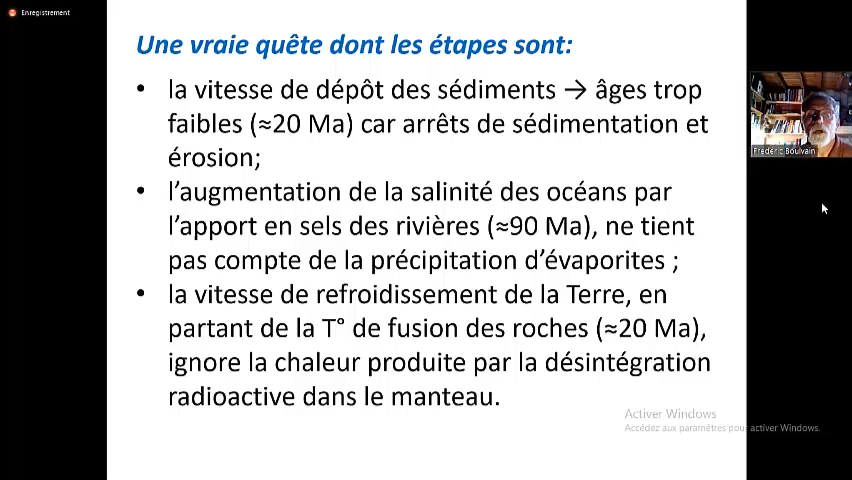 Enregistrement
Une vraie quête dont les étapes sont:
• la vitesse de dépôt des sédiments → âges trop
faibles (≈20 Ma) car arrêts de sédimentation et
érosion;
• l'augmentation de la salinité des océans par
l'apport en sels des rivières (≈90 Ma), ne tient
pas compte de la précipitation d'évaporites ;
• la vitesse de refroidissement de la Terre, en
partant de la T° de fusion des roches (≈20 Ma),
ignore la chaleur produite par la désintégration
radioactive dans le manteau.
Frederic Boulvain
Activer Windows
Accédez aux paramètres pour activer Windows.